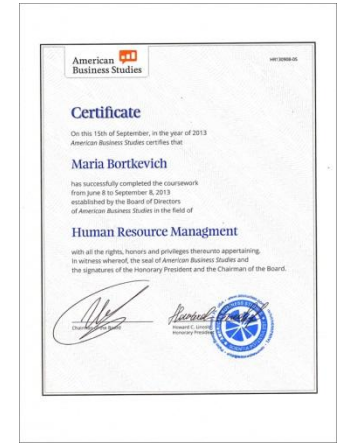 American
Business Studies
HR130908-05
Certificate
On this 15th of September, in the year of 2013
American Business Studies certifies that
Maria Bortkevich
has successfully completed the coursework
from June 8 to September 8, 2013
established by the Board of Directors
of American Business Studies in the field of
Human Resource Managment
with all the rights, honors and privileges thereunto appertaining.
In witness whereof, the seal of American Business Studies and
the signatures of the Honorary President and the Chairman of the Board.
Chairman of the Board
Howard E. Lincoln
Honorary President